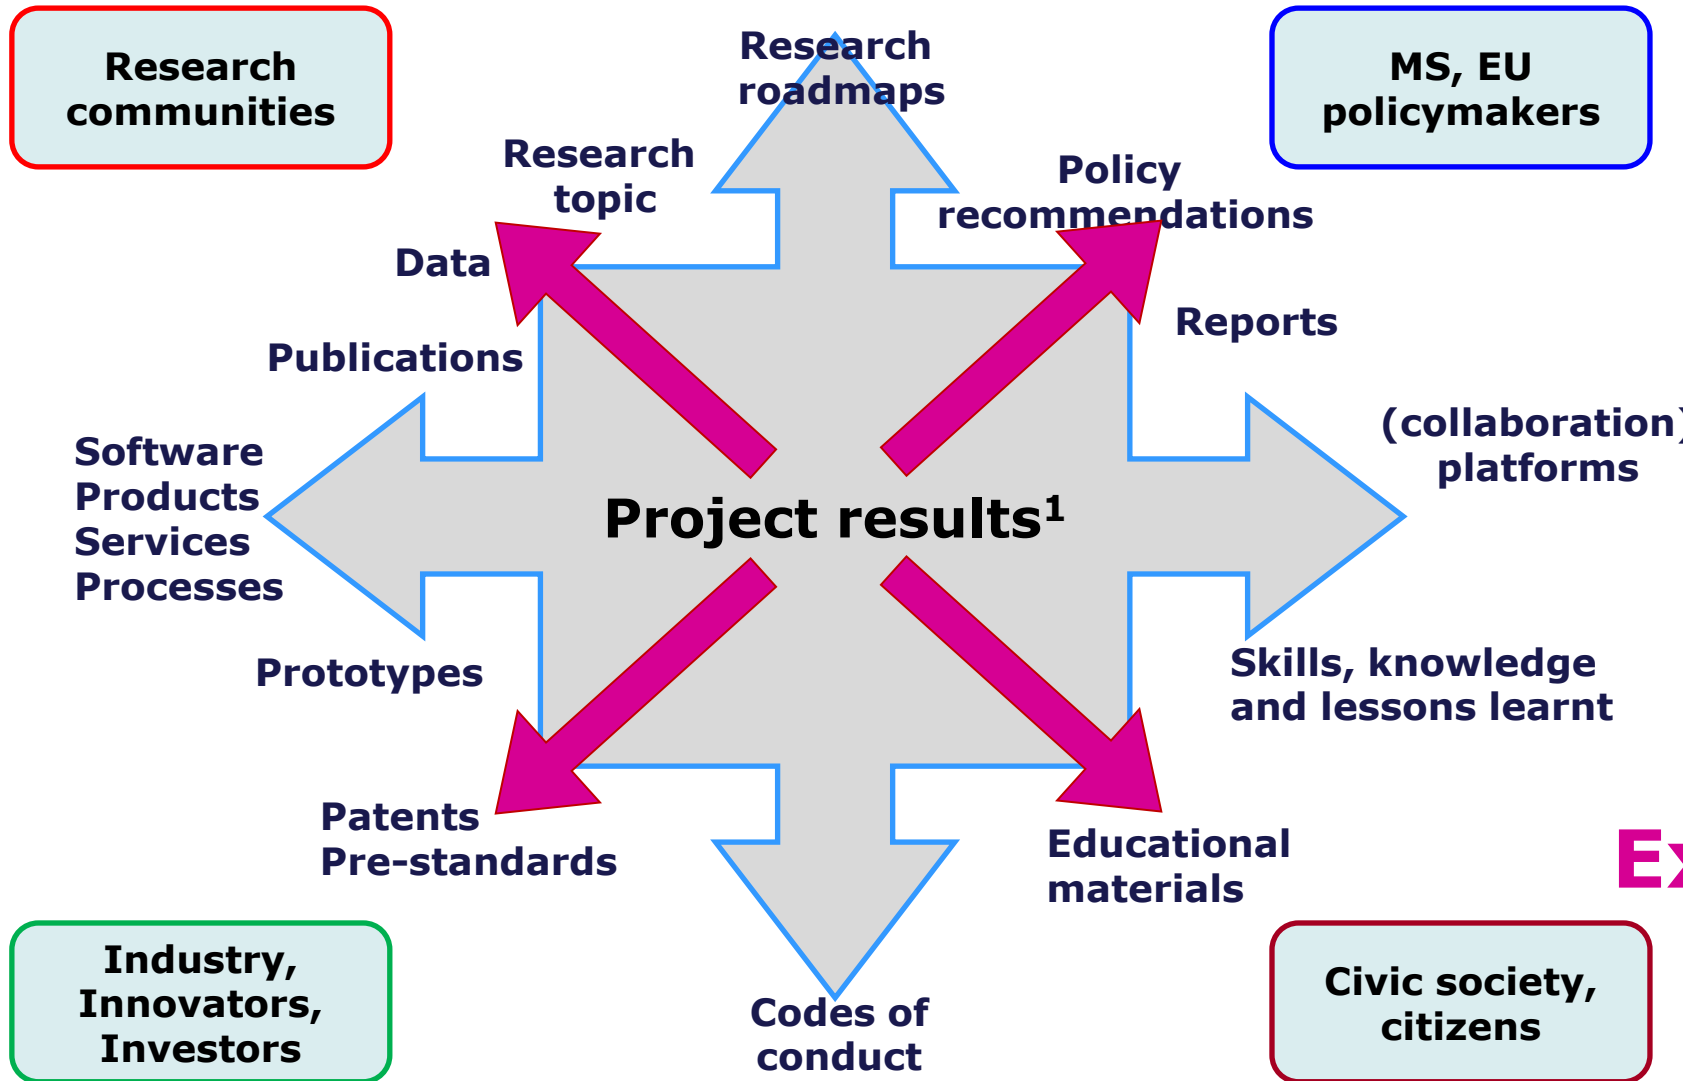 Research
communities
Research
roadmaps
MS, EU
policymakers
Research
topic
Policy
recommendations
Data
Reports
Publications
(collaboration)
platforms
Software
Products
Services
Processes
Project results¹
Prototypes
Skills, knowledge
and lessons learnt
Patents
Pre-standards
Educational
materials
Industry,
Innovators,
Investors
Codes of
conduct
Civic society,
citizens